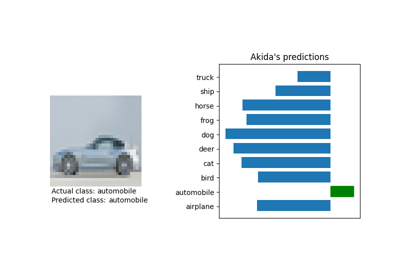 Akida's predictions
truck
ship
horse
frog
dog
deer
cat
bird
automobile
airplane
Actual class: automobile
Predicted class: automobile